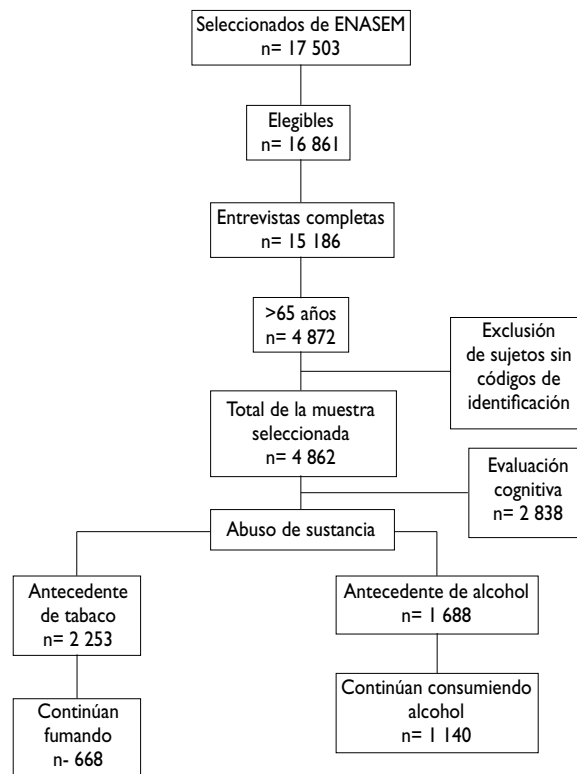 Seleccionados de ENASEM
n= 17 503
Elegibles
n= 16 861
Entrevistas completas
n= 15 186
>65 años
n= 4 872
Exclusión
de sujetos sin
códigos de
identificación
Total de la muestra
seleccionada
n= 4 862
Evaluación
cognitiva
n= 2 838
Abuso de sustancia
Antecedente
de tabaco
n= 2 253
Antecedente de alcohol
n= 1 688
Continúan
fumando
n- 668
Continúan consumiendo
alcohol
n= 1 140